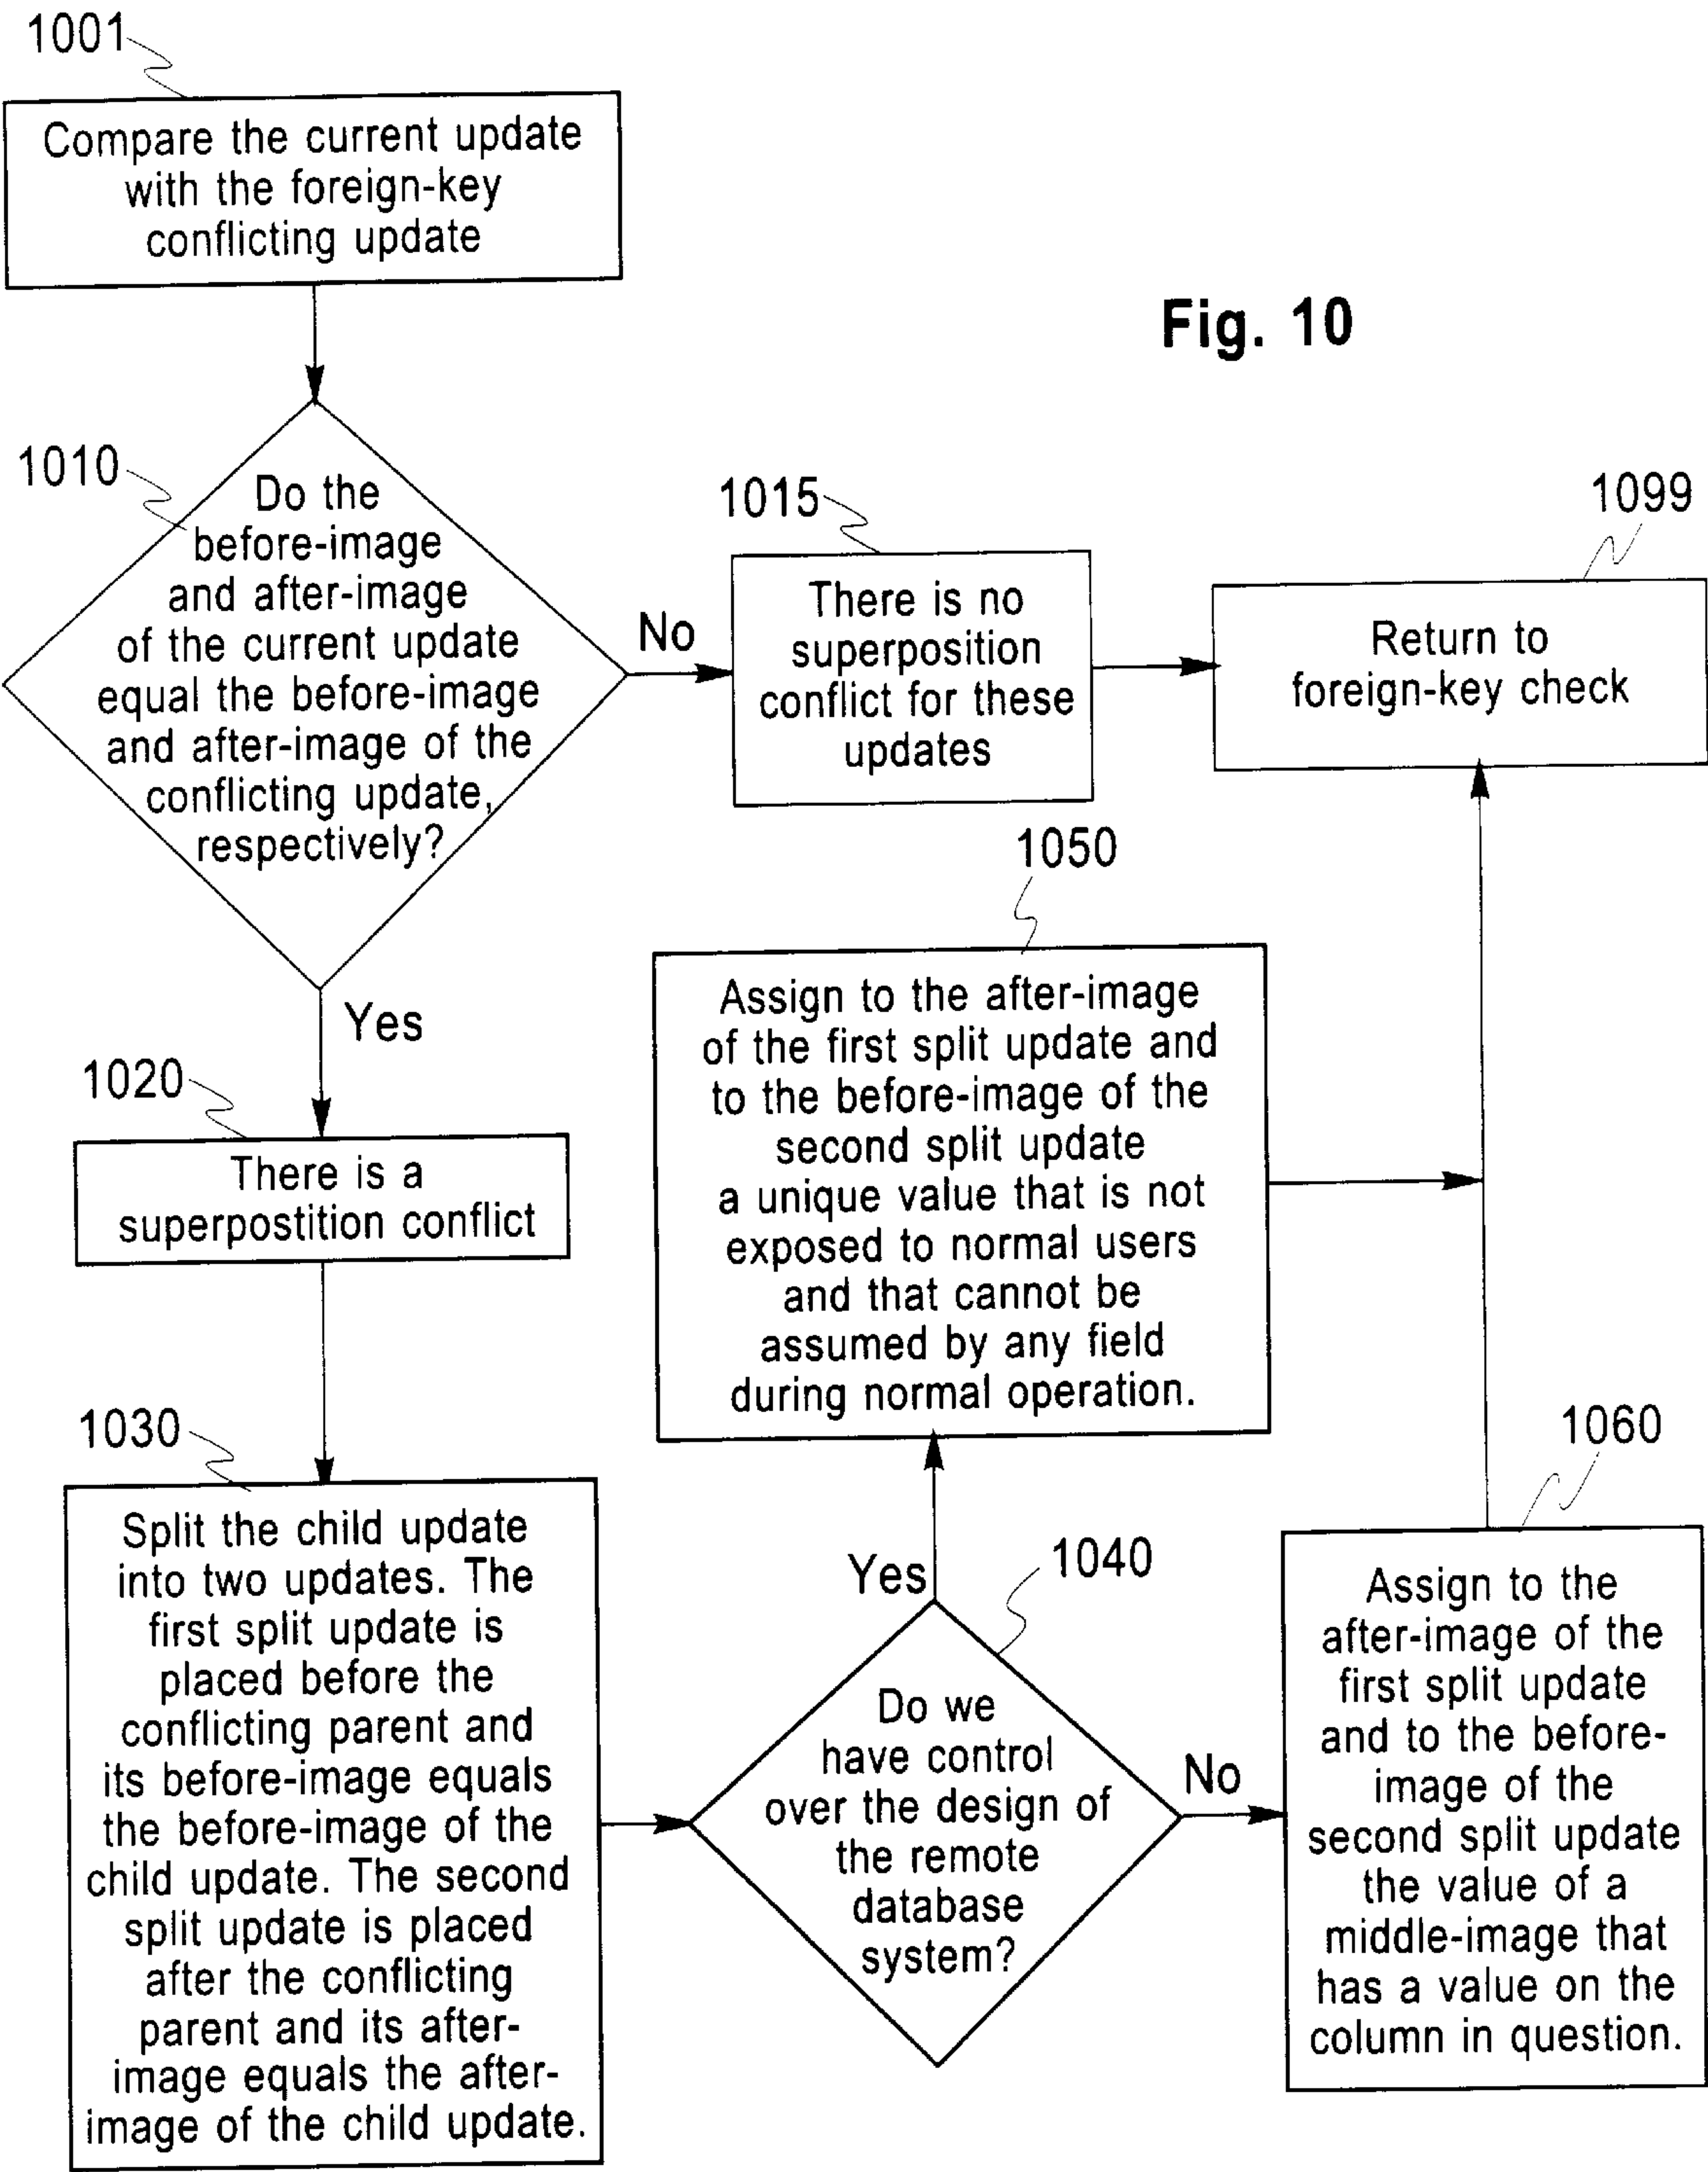 1001
Compare the current update
with the foreign-key
conflicting update
Fig. 10
1010
Do the
before-image
and after-image
of the current update
equal the before-image
and after-image of the
conflicting update,
respectively?
No
1015
There is no
superposition
conflict for these
updates
1099
Return to
foreign-key check
Yes
1020
There is a
superpostition conflict
1030
Split the child update
into two updates. The
first split update is
placed before the
conflicting parent and
its before-image equals
the before-image of the
child update. The second
split update is placed
after the conflicting
parent and its after-
image equals the after-
image of the child update.
1040
Do we
have control
over the design of
the remote
database
system?
Yes
1050
Assign to the after-image
of the first split update and
to the before-image of the
second split update
a unique value that is not
exposed to normal users
and that cannot be
assumed by any field
during normal operation.
No
1060
Assign to the
after-image of the
first split update
and to the before-
image of the
second split update
the value of a
middle-image that
has a value on the
column in question.